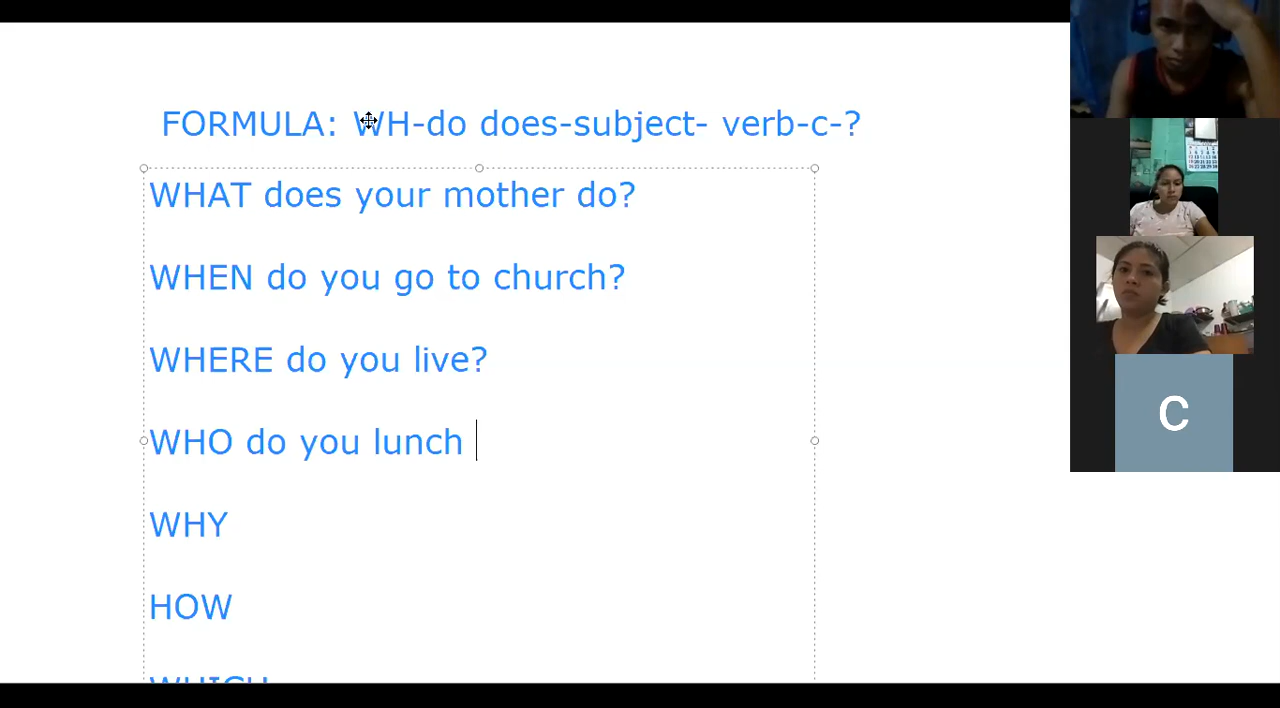 FORMULA: WH-do does-subject- verb-c-?
WHAT does your mother do?
WHEN do you go to church?
WHERE do you live?
WHO do you lunch
WHY
HOW
WHICH
C